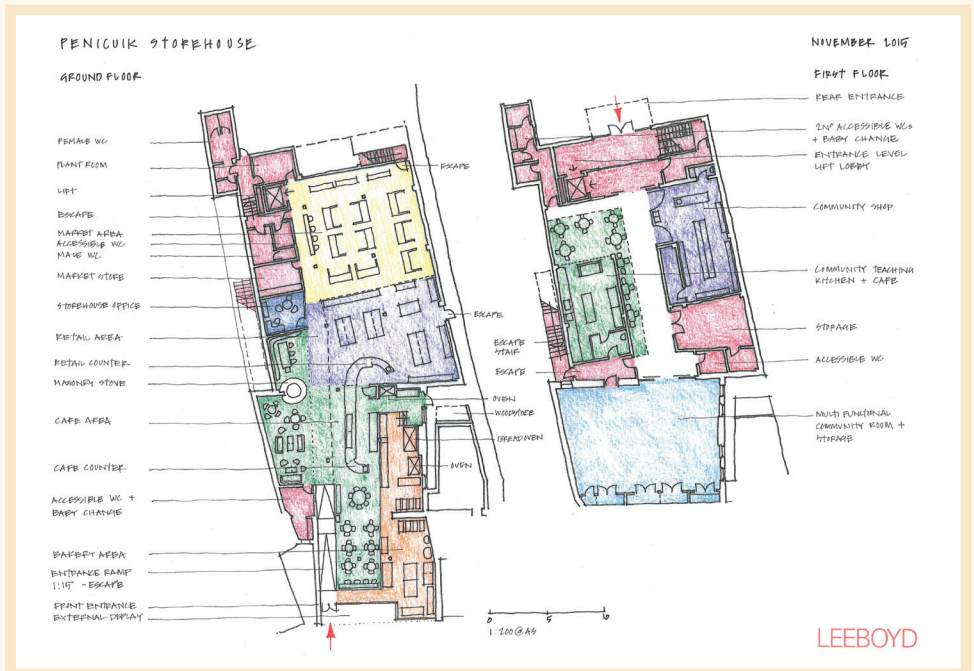 PENICUIK STOREHOUSE
NOVEMBER 2015
GROUND FLOOR
FIRST FLOOR
FEMALE WC
PLANT ROOM
LIFT
ESCAPE
MARKET AREA
ACCESSIBLE WC
MALE WC
MARKET STORE
STOREHOUSE OFFICE
RETAIL AREA
RETAIL COUNTER
MASONRY STOVE
CAFE AREA
CAFE COUNTER
ACCESSIBLE WC +
BABY CHANGE
BAKERY AREA
ENTRANCE RAMP
1:15 - ESCAPE
FRONT ENTRANCE
EXTERNAL DISPLAY
ESCAPE
ESCAPE
OVEN
WOODSTORE
BREAD OVEN
OVEN
ESCAPE
STAIR
ESCAPE
REAR ENTRANCE
2Nº ACCESSIBLE WCs
+ BABY CHANGE
ENTRANCE LEVEL
LIFT LOBBY
COMMUNITY SHOP
COMMUNITY TEACHING
KITCHEN + CAFE
STORAGE
ACCESSIBLE WC
MULTI FUNCTIONAL
COMMUNITY ROOM +
STORAGE
0 5 6
1:200@A3
LEEBOYD